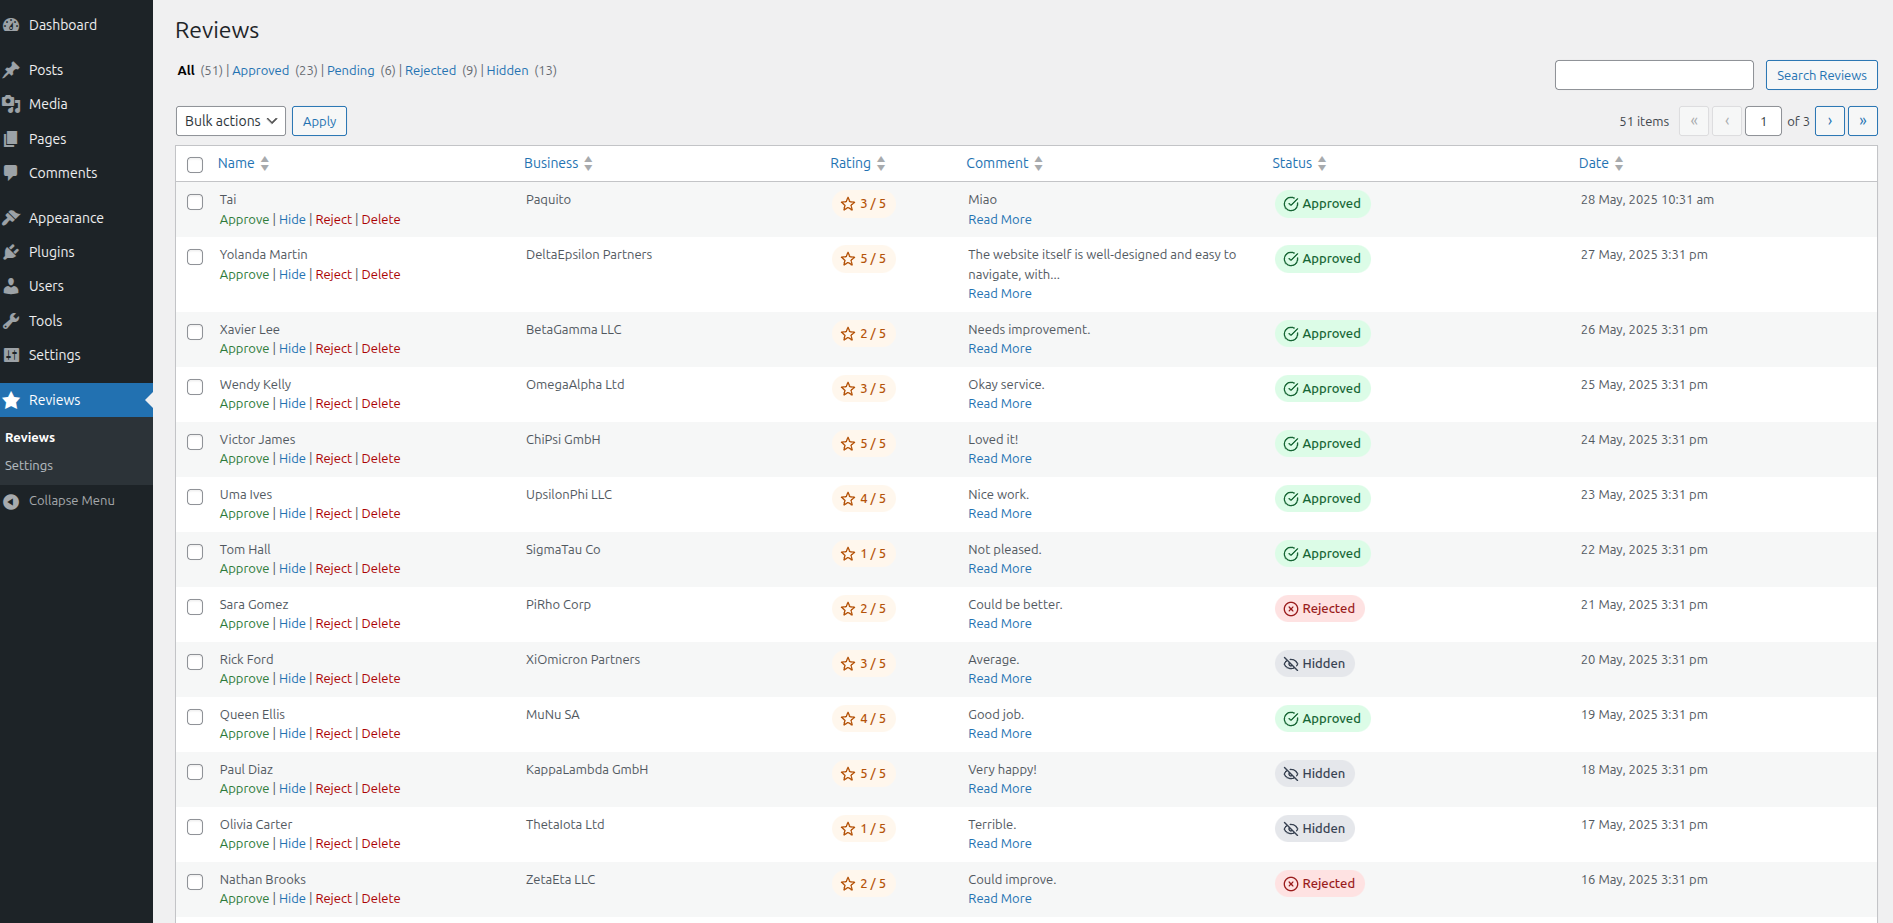 Dashboard
Posts
Media
Pages
Comments
Appearance
Plugins
Users
Tools
Settings
Reviews
Reviews
Settings
Collapse Menu
Reviews
All (51) | Approved (23) | Pending (6) | Rejected (9) | Hidden (13)
Search Reviews
Bulk actions Apply
51 items « ‹ 1 of 3 › »
Name Business Rating Comment Status Date
Tai Paquito 3 / 5 Miao Approved 28 May, 2025 10:31 am
Approve | Hide | Reject | Delete Read More
Yolanda Martin DeltaEpsilon Partners 5 / 5 The website itself is well-designed and easy to Approved 27 May, 2025 3:31 pm
Approve | Hide | Reject | Delete navigate, with...
Read More
Xavier Lee BetaGamma LLC 2 / 5 Needs improvement. Approved 26 May, 2025 3:31 pm
Approve | Hide | Reject | Delete Read More
Wendy Kelly OmegaAlpha Ltd 3 / 5 Okay service. Approved 25 May, 2025 3:31 pm
Approve | Hide | Reject | Delete Read More
Victor James ChiPsi GmbH 5 / 5 Loved it! Approved 24 May, 2025 3:31 pm
Approve | Hide | Reject | Delete Read More
Uma Ives UpsilonPhi LLC 4 / 5 Nice work. Approved 23 May, 2025 3:31 pm
Approve | Hide | Reject | Delete Read More
Tom Hall SigmaTau Co 1 / 5 Not pleased. Approved 22 May, 2025 3:31 pm
Approve | Hide | Reject | Delete Read More
Sara Gomez PiRho Corp 2 / 5 Could be better. Rejected 21 May, 2025 3:31 pm
Approve | Hide | Reject | Delete Read More
Rick Ford XiOmicron Partners 3 / 5 Average. Hidden 20 May, 2025 3:31 pm
Approve | Hide | Reject | Delete Read More
Queen Ellis MuNu SA 4 / 5 Good job. Approved 19 May, 2025 3:31 pm
Approve | Hide | Reject | Delete Read More
Paul Diaz KappaLambda GmbH 5 / 5 Very happy! Hidden 18 May, 2025 3:31 pm
Approve | Hide | Reject | Delete Read More
Olivia Carter ThetaIota Ltd 1 / 5 Terrible. Hidden 17 May, 2025 3:31 pm
Approve | Hide | Reject | Delete Read More
Nathan Brooks ZetaEta LLC 2 / 5 Could improve. Rejected 16 May, 2025 3:31 pm
Approve | Hide | Reject | Delete Read More